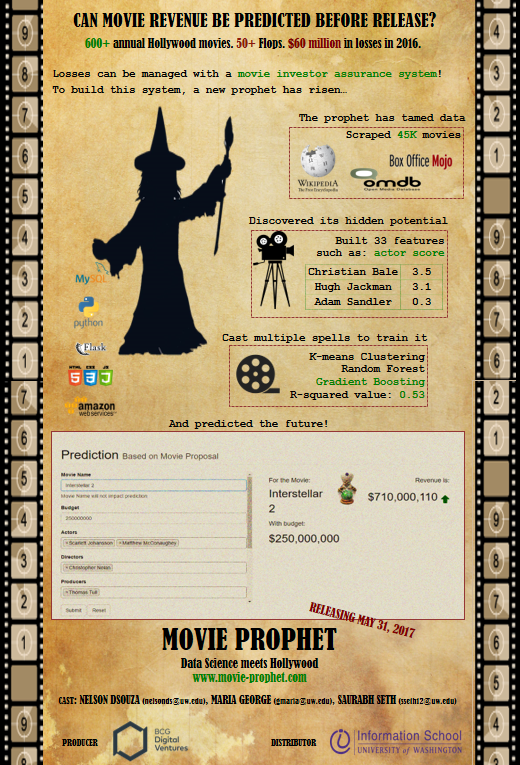 CAN MOVIE REVENUE BE PREDICTED BEFORE RELEASE?
600+ annual Hollywood movies. 50+ Flops. $60 million in losses in 2016.
Losses can be managed with a movie investor assurance system!
To build this system, a new prophet has risen…
The prophet has tamed data
Scraped 45K movies
WIKIPEDIA
The Free Encyclopedia
Box Office Mojo
omdb
Open Media Database
Discovered its hidden potential
Built 33 features
such as: actor score
Christian Bale 3.5
Hugh Jackman 3.1
Adam Sandler 0.3
MySQL
python
Flask
HTML CSS JS
5 3
amazon
webservices
Cast multiple spells to train it
K-means Clustering
Random Forest
Gradient Boosting
R-squared value: 0.53
And predicted the future!
Prediction Based on Movie Proposal
Movie Name
Interstellar 2
Movie Name will not impact prediction.
Budget
250000000
Actors
×Scarlett Johansson ×Matthew McConaughey
Directors
×Christopher Nolan
Producers
×Thomas Tull
Submit Reset
For the Movie:
Interstellar
2
With budget:
$250,000,000
Revenue is:
$710,000,110
RELEASING MAY 31, 2017
MOVIE PROPHET
Data Science meets Hollywood
www.movie-prophet.com
CAST: NELSON DSOUZA (nelsonds@uw.edu), MARIA GEORGE (gmaria@uw.edu), SAURABH SETH (sseth12@uw.edu)
PRODUCER
BCG
Digital
Ventures
DISTRIBUTOR
Information School
UNIVERSITY of WASHINGTON